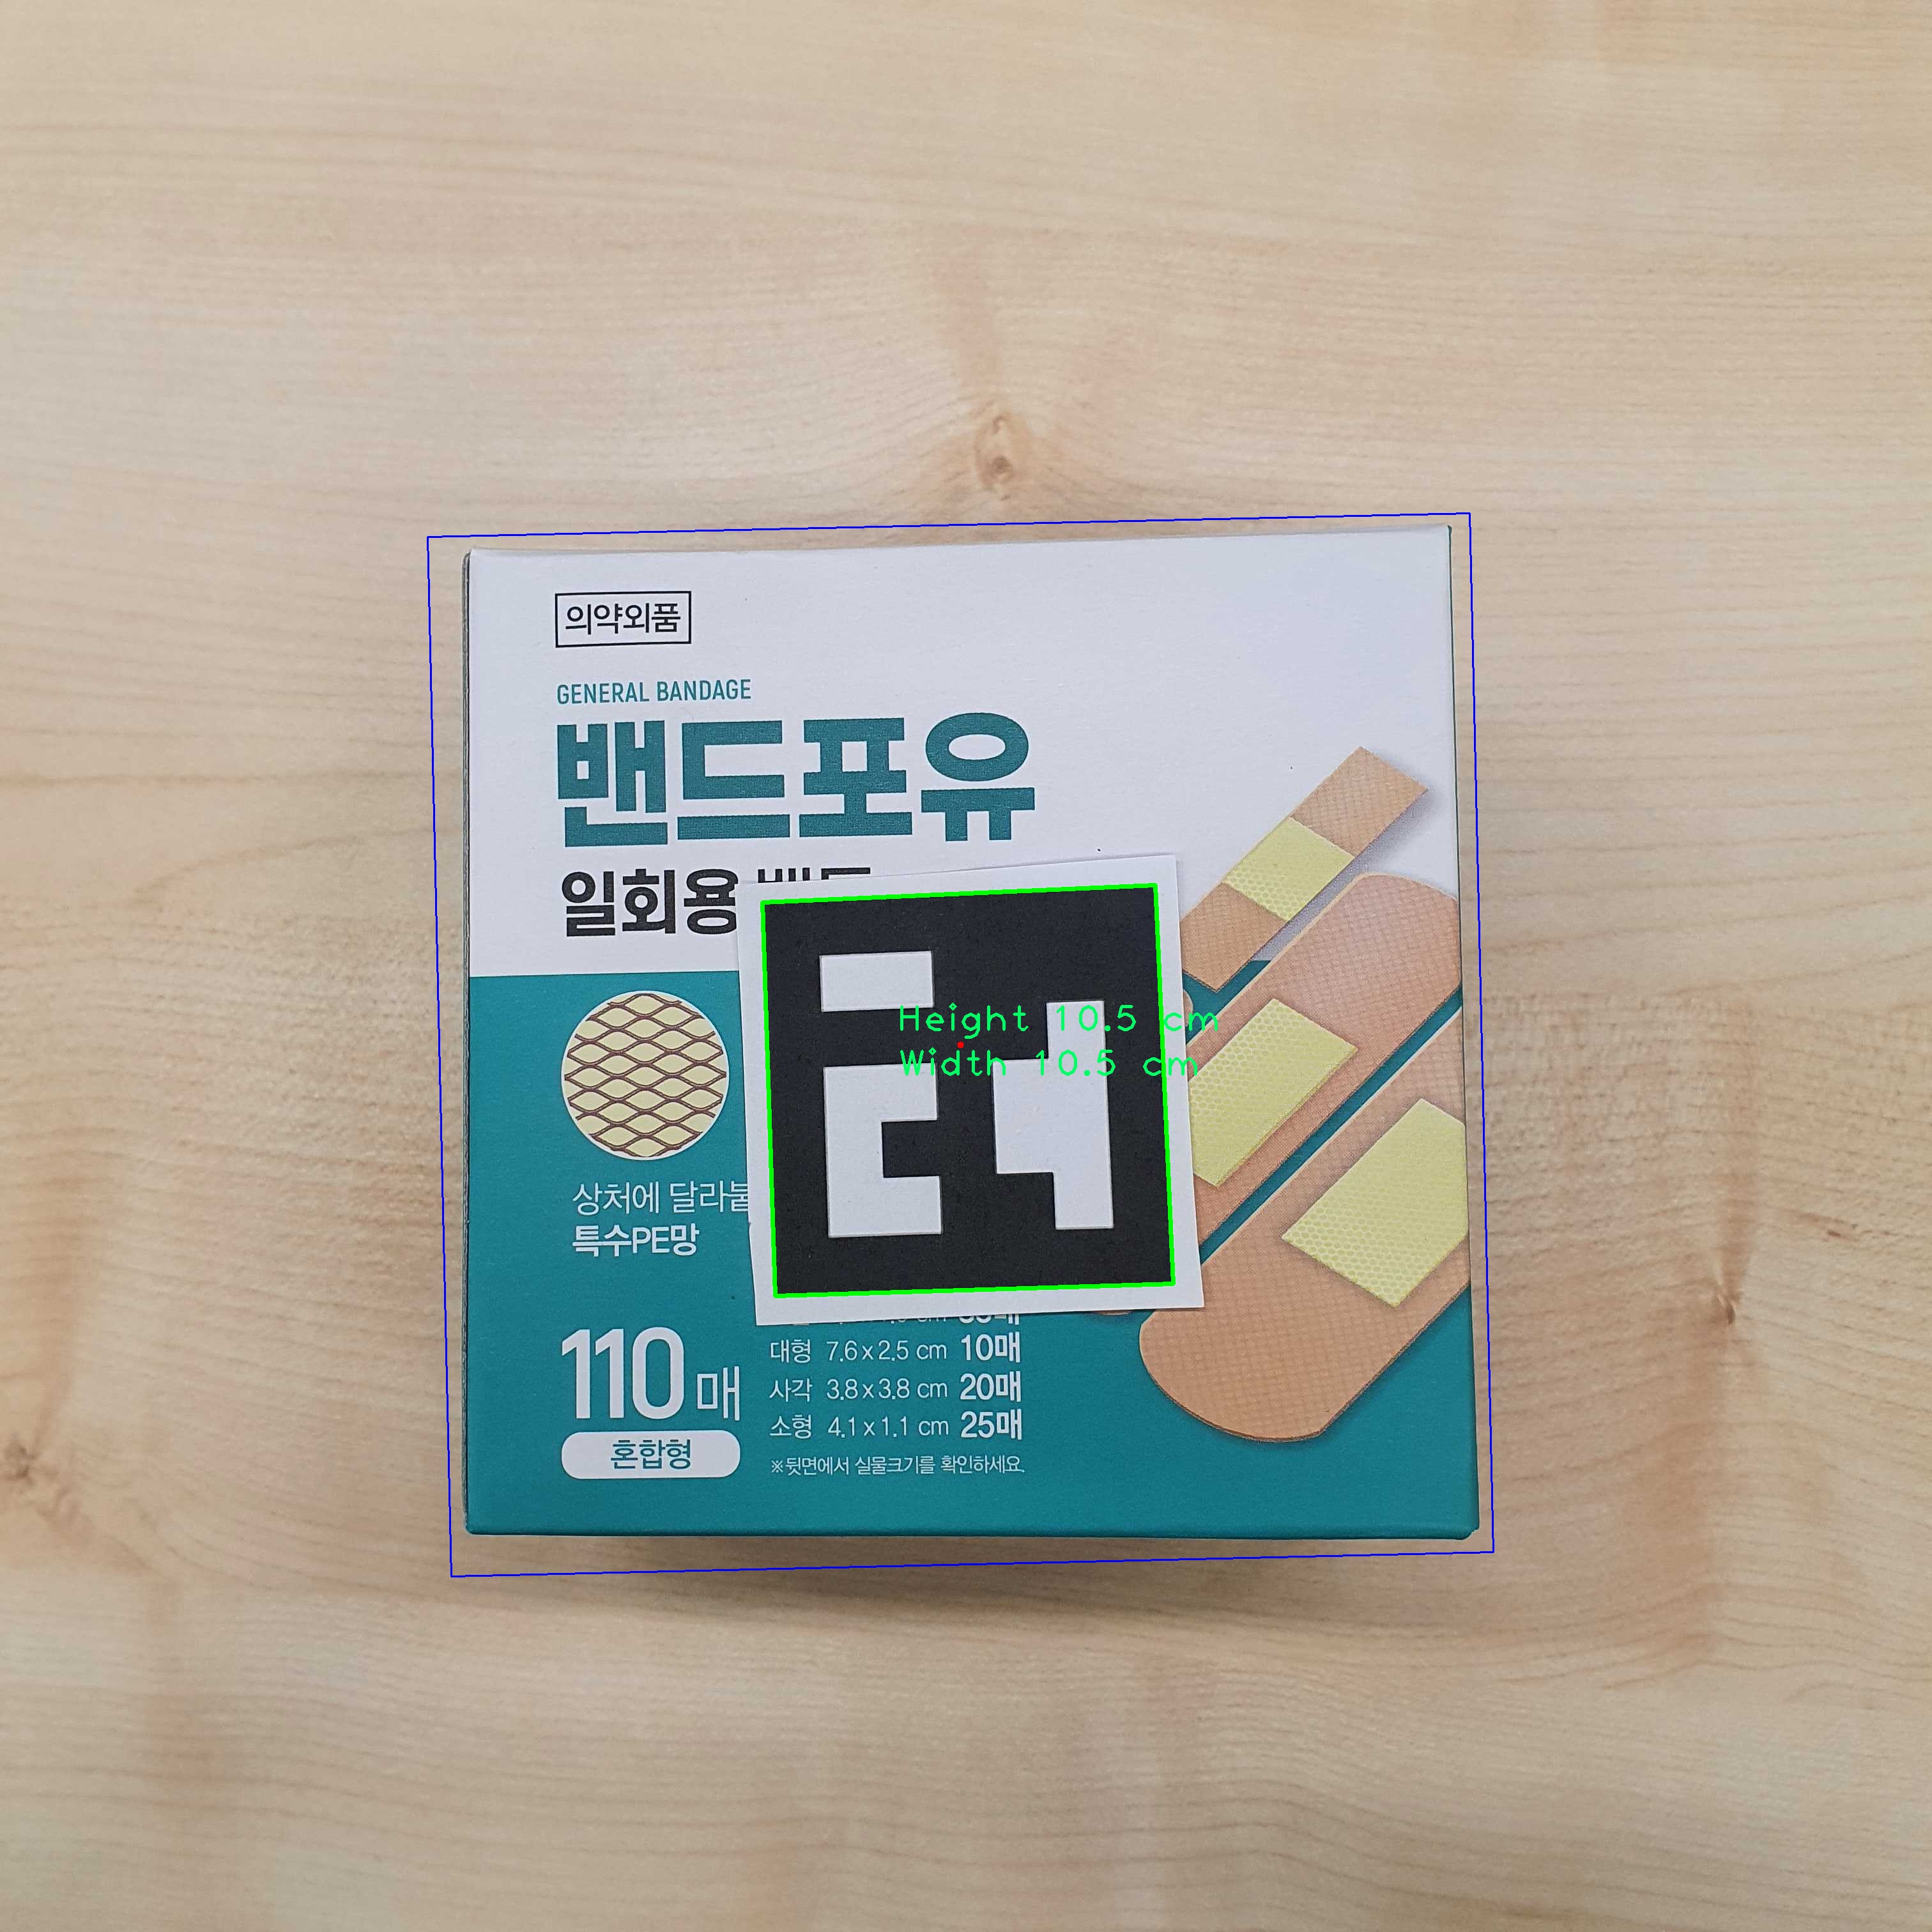 의약외품
GENERAL BANDAGE
밴드포유
일회용
Height 10.5 cm
Width 10.5 cm
상처에 달라붙
특수PE망
대형 7.6x2.5 cm 10매
사각 3.8x3.8 cm 20매
소형 4.1x1.1 cm 25매
110매
혼합형
※뒷면에서 실물크기를 확인하세요.